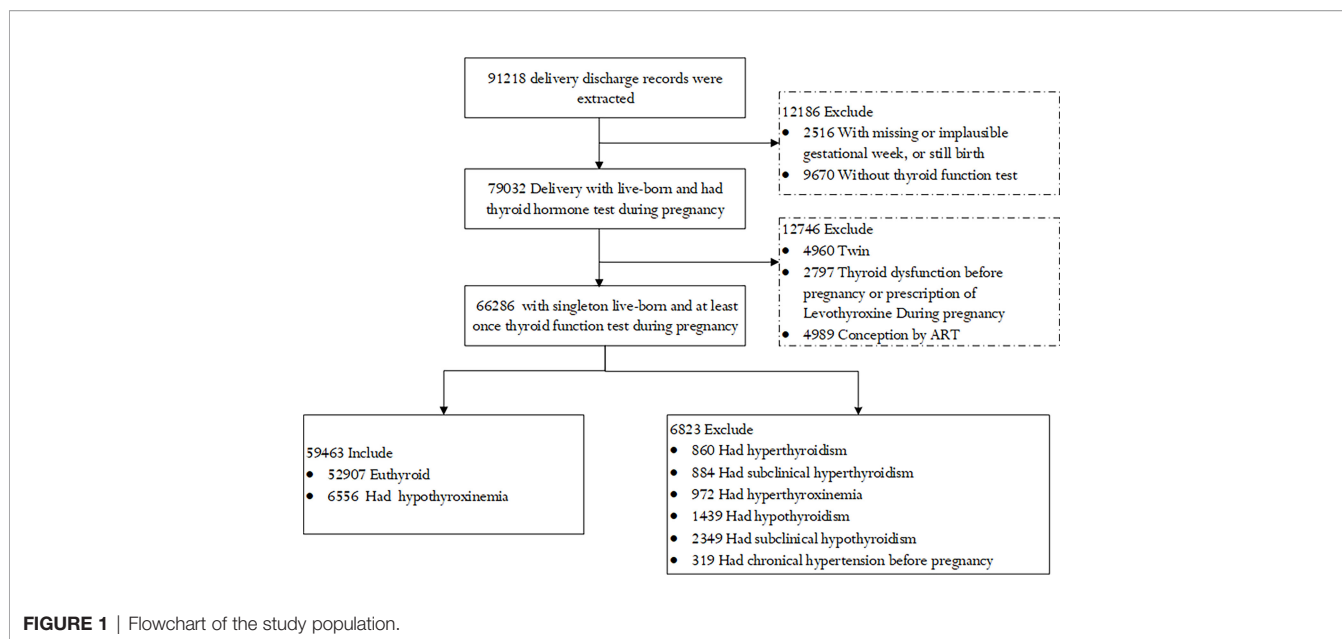 91218 delivery discharge records were
extracted
12186 Exclude
● 2516 With missing or implausible
gestational week, or still birth
● 9670 Without thyroid function test
79032 Delivery with live-born and had
thyroid hormone test during pregnancy
12746 Exclude
● 4960 Twin
● 2797 Thyroid dysfunction before
pregnancy or prescription of
Levothyroxine During pregnancy
● 4989 Conception by ART
66286 with singleton live-born and at least
once thyroid function test during pregnancy
59463 Include
● 52907 Euthyroid
● 6556 Had hypothyroxinemia
6823 Exclude
● 860 Had hyperthyroidism
● 884 Had subclinical hyperthyroidism
● 972 Had hyperthyroxinemia
● 1439 Had hypothyroidism
● 2349 Had subclinical hypothyroidism
● 319 Had chronical hypertension before pregnancy
FIGURE 1 | Flowchart of the study population.